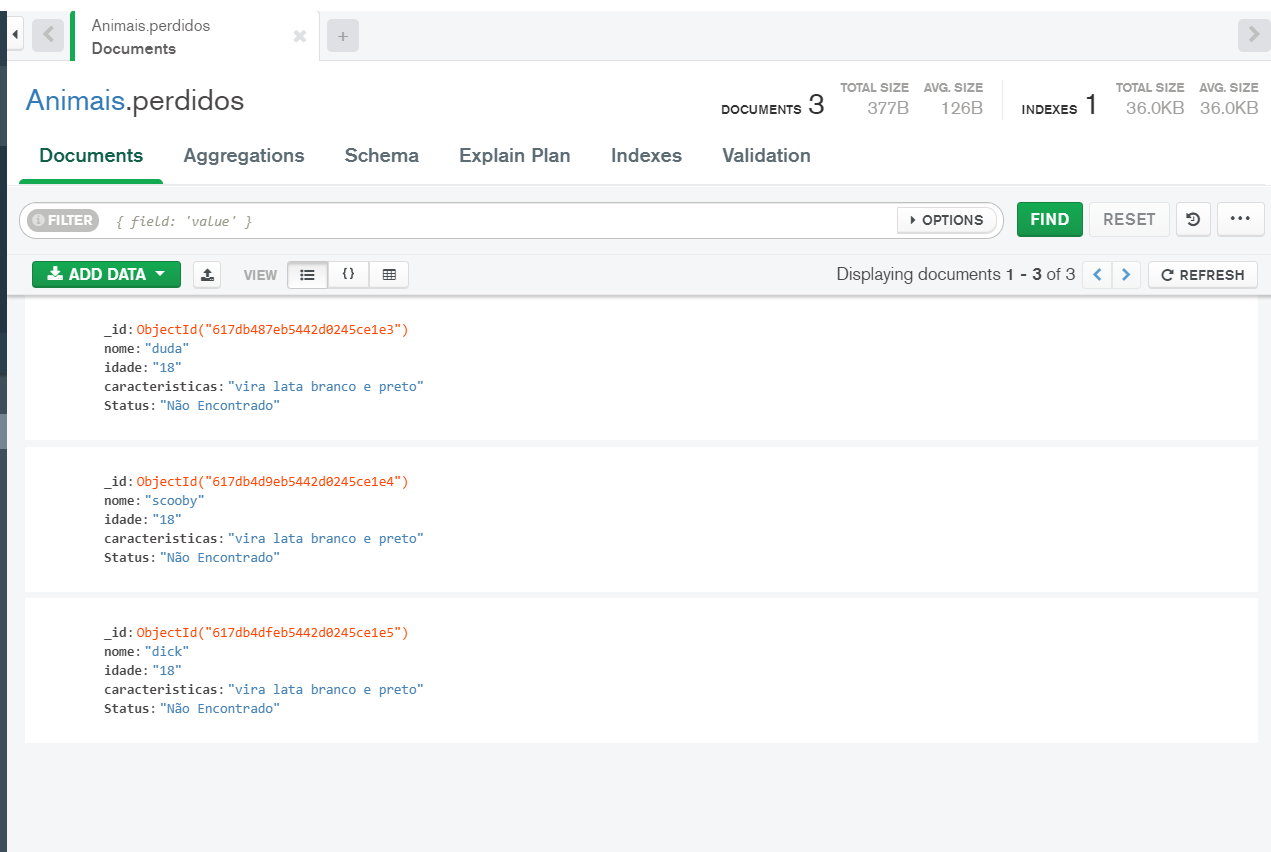 Animais.perdidos
Documents
Animais.perdidos
DOCUMENTS 3 TOTAL SIZE 377B AVG. SIZE 126B INDEXES 1 TOTAL SIZE 36.0KB AVG. SIZE 36.0KB
Documents Aggregations Schema Explain Plan Indexes Validation
FILTER { field: 'value' } OPTIONS FIND RESET ...
ADD DATA VIEW {} Displaying documents 1 - 3 of 3 REFRESH
_id: ObjectId("617db487eb5442d0245ce1e3")
nome: "duda"
idade: "18"
caracteristicas: "vira lata branco e preto"
Status: "Não Encontrado"
_id: ObjectId("617db4d9eb5442d0245ce1e4")
nome: "scooby"
idade: "18"
caracteristicas: "vira lata branco e preto"
Status: "Não Encontrado"
_id: ObjectId("617db4dfeb5442d0245ce1e5")
nome: "dick"
idade: "18"
caracteristicas: "vira lata branco e preto"
Status: "Não Encontrado"